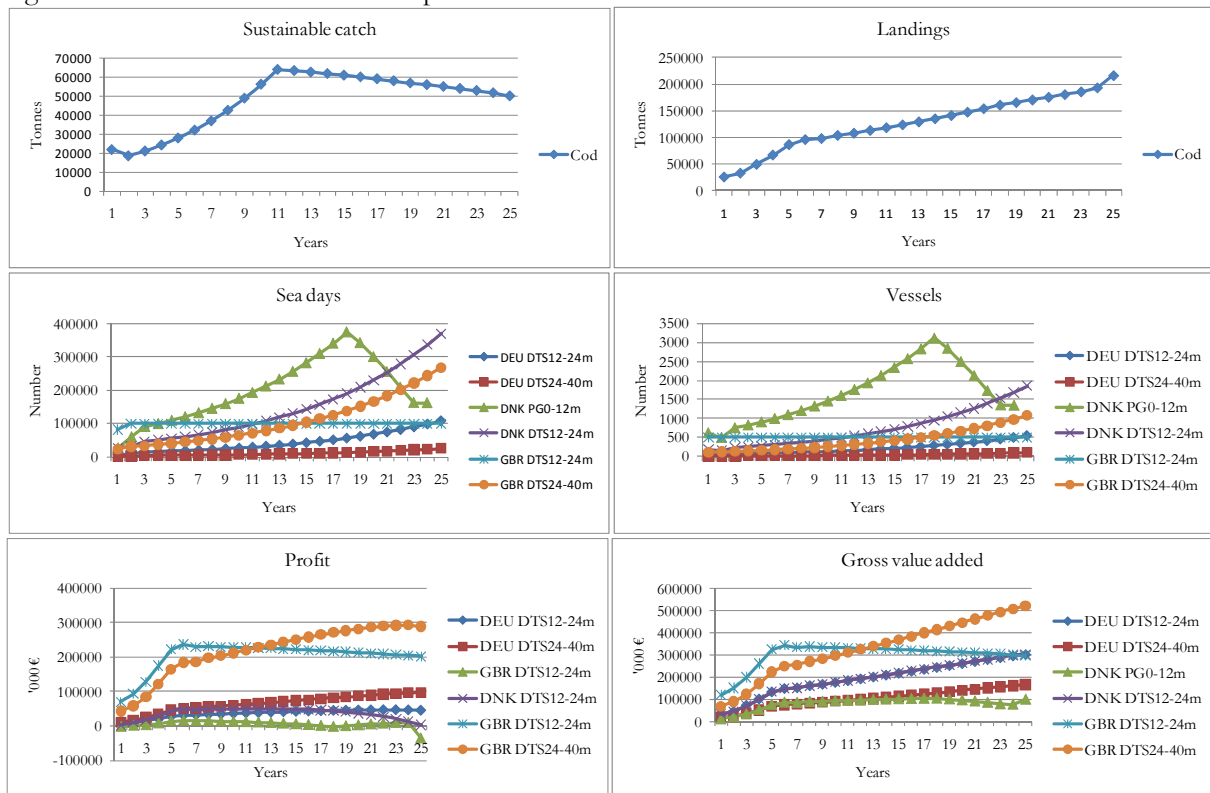 Sustainable catch
70000
60000
50000
40000
30000
20000
10000
0
Tonnes
1 3 5 7 9 11 13 15 17 19 21 23 25
Years
Cod
Landings
250000
200000
150000
100000
50000
0
Tonnes
1 3 5 7 9 11 13 15 17 19 21 23 25
Years
Cod
Sea days
400000
300000
200000
100000
0
Number
1 3 5 7 9 11 13 15 17 19 21 23 25
Years
DEU DTS12-24m
DEU DTS24-40m
DNK PG0-12m
DNK DTS12-24m
GBR DTS12-24m
GBR DTS24-40m
Vessels
3500
3000
2500
2000
1500
1000
500
0
Number
1 3 5 7 9 11 13 15 17 19 21 23 25
Years
DEU DTS12-24m
DEU DTS24-40m
DNK PG0-12m
DNK DTS12-24m
GBR DTS12-24m
GBR DTS24-40m
Profit
400000
300000
200000
100000
0
-100000
'000 €
1 3 5 7 9 11 13 15 17 19 21 23 25
Years
DEU DTS12-24m
DEU DTS24-40m
GBR DTS12-24m
DNK DTS12-24m
GBR DTS12-24m
GBR DTS24-40m
Gross value added
600000
500000
400000
300000
200000
100000
0
'000 €
1 3 5 7 9 11 13 15 17 19 21 23 25
Years
DEU DTS12-24m
DEU DTS24-40m
DNK PG0-12m
DNK DTS12-24m
GBR DTS12-24m
GBR DTS24-40m